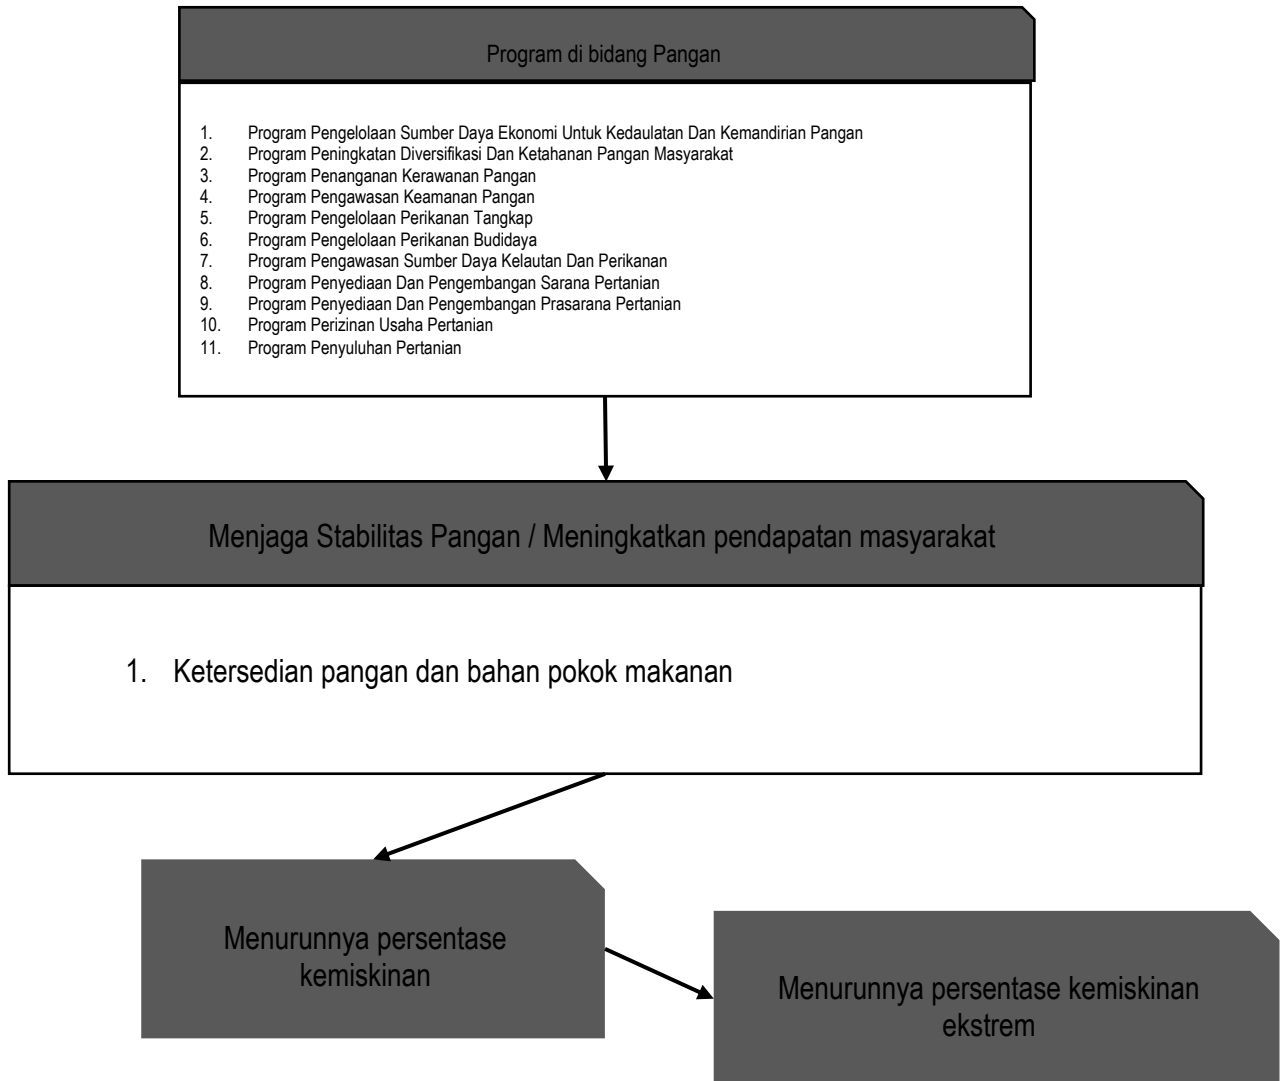 Program di bidang Pangan
1. Program Pengelolaan Sumber Daya Ekonomi Untuk Kedaulatan Dan Kemandirian Pangan
2. Program Peningkatan Diversifikasi Dan Ketahanan Pangan Masyarakat
3. Program Penanganan Kerawanan Pangan
4. Program Pengawasan Keamanan Pangan
5. Program Pengelolaan Perikanan Tangkap
6. Program Pengelolaan Perikanan Budidaya
7. Program Pengawasan Sumber Daya Kelautan Dan Perikanan
8. Program Penyediaan Dan Pengembangan Sarana Pertanian
9. Program Penyediaan Dan Pengembangan Prasarana Pertanian
10. Program Perizinan Usaha Pertanian
11. Program Penyuluhan Pertanian
Menjaga Stabilitas Pangan / Meningkatkan pendapatan masyarakat
1. Ketersedian pangan dan bahan pokok makanan
Menurunnya persentase
kemiskinan
Menurunnya persentase kemiskinan
ekstrem